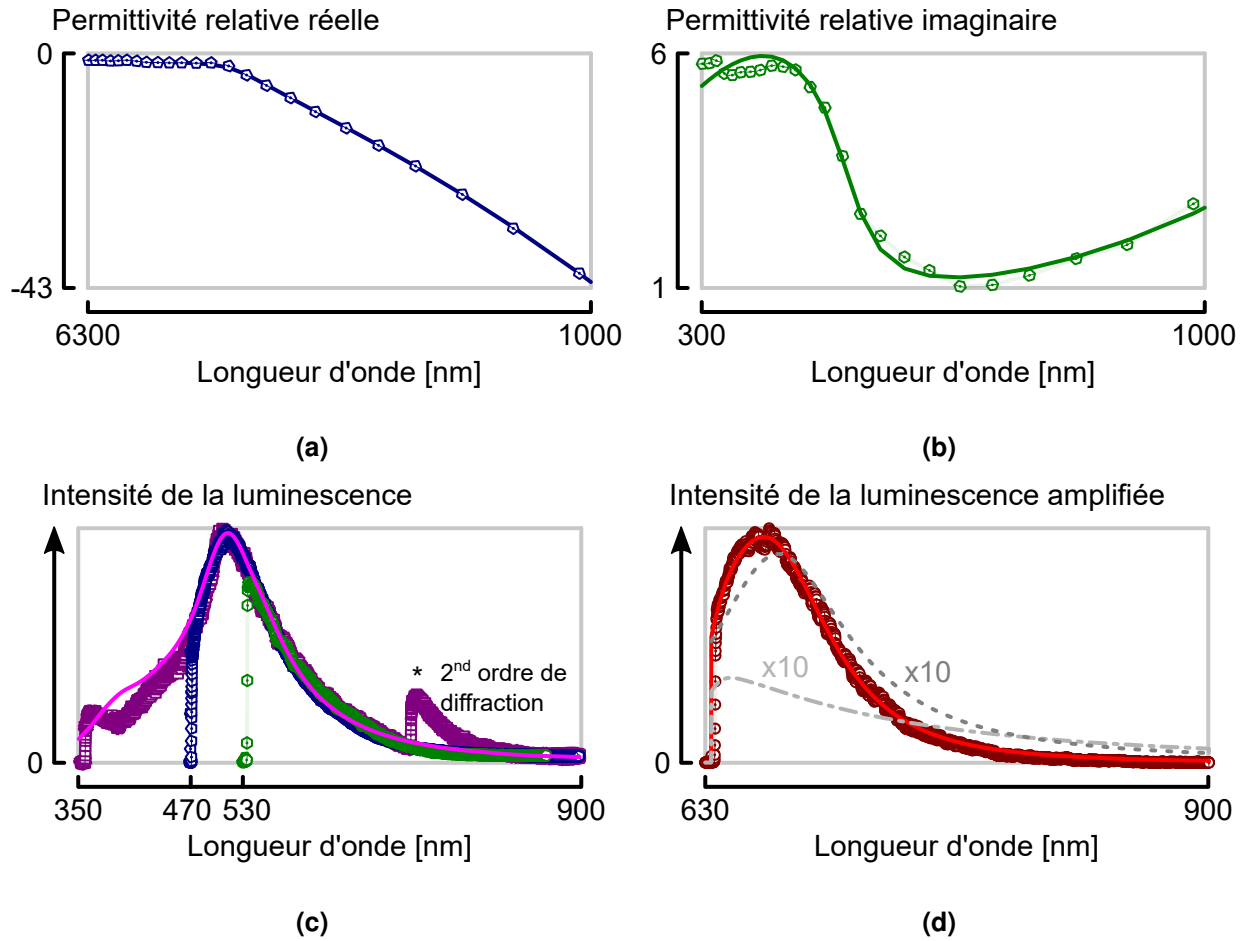 Permittivité relative réelle
0
-43
6300
1000
Longueur d'onde [nm]
(a)
Permittivité relative imaginaire
6
1
300
1000
Longueur d'onde [nm]
(b)
Intensité de la luminescence
0
* 2nd ordre de
diffraction
350
470
530
900
Longueur d'onde [nm]
(c)
Intensité de la luminescence amplifiée
0
x10
x10
630
900
Longueur d'onde [nm]
(d)